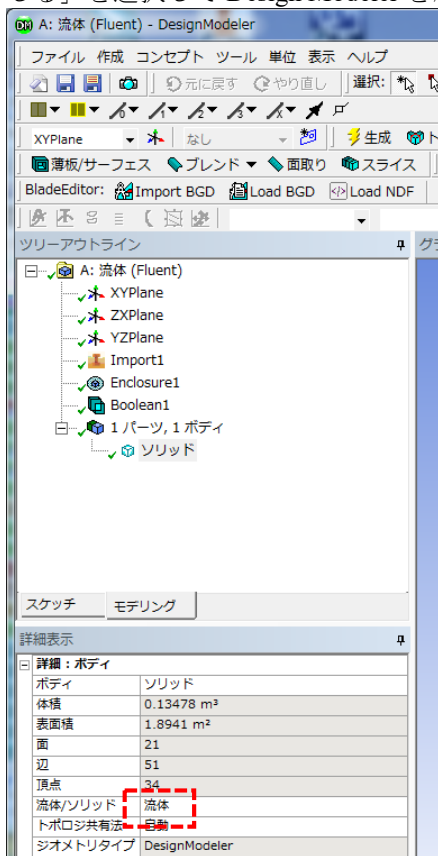 A: 流体 (Fluent) - DesignModeler
ファイル 作成 コンセプト ツール 単位 表示 ヘルプ
元に戻す やり直し 選択:
XYPlane なし 生成
薄板/サーフェス ブレンド 面取り スライス
BladeEditor: Import BGD Load BGD Load NDF
ツリーアウトライン
A: 流体 (Fluent)
XYPlane
ZXPlane
YZPlane
Import1
Enclosure1
Boolean1
1 パーツ, 1 ボディ
ソリッド
スケッチ モデリング
詳細表示
詳細：ボディ
ボディ ソリッド
体積 0.13478 m³
表面積 1.8941 m²
面 21
辺 51
頂点 34
流体/ソリッド 流体
トポロジ共有法 自動
ジオメトリタイプ DesignModeler